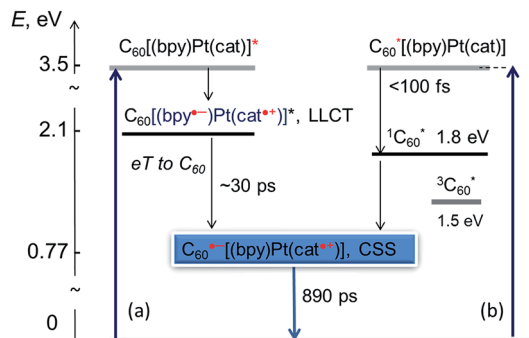 E, eV
C60[(bpy)Pt(cat)]*
C60*[(bpy)Pt(cat)]
3.5
<100 fs
~
C60[(bpy•−)Pt(cat•+)]*, LLCT
2.1
1C60* 1.8 eV
eT to C60
~30 ps
3C60*
1.5 eV
0.77
C60•−[(bpy)Pt(cat•+)], CSS
~
890 ps
0
(a)
(b)